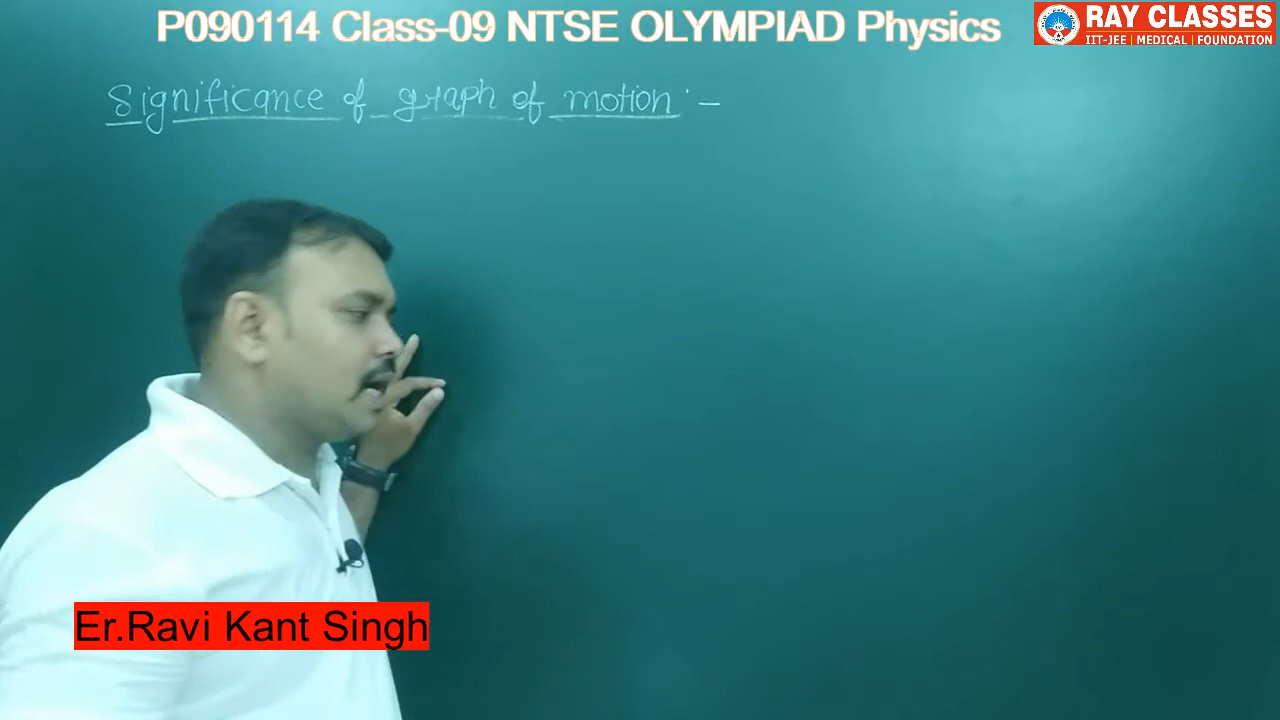 P090114 Class-09 NTSE OLYMPIAD Physics
RAY CLASSES
IIT-JEE | MEDICAL | FOUNDATION
Significance of graph of motion :-
Er.Ravi Kant Singh